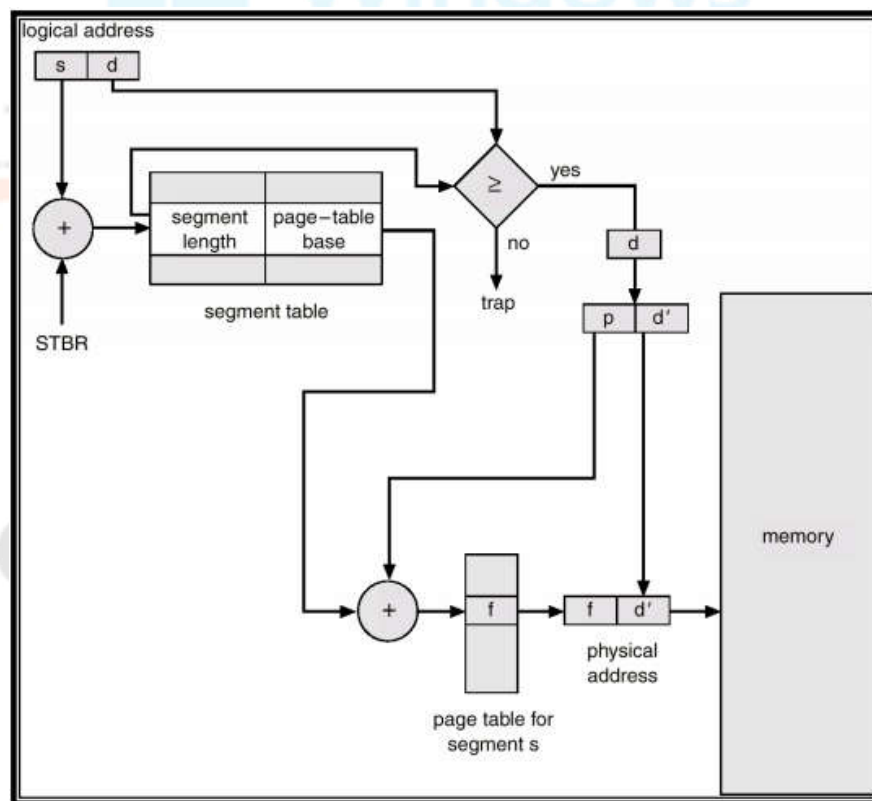 logical address
s d
≥
yes
segment length
page-table base
+
no
d
trap
segment table
STBR
p d′
memory
+
f
f d′
physical address
page table for segment s